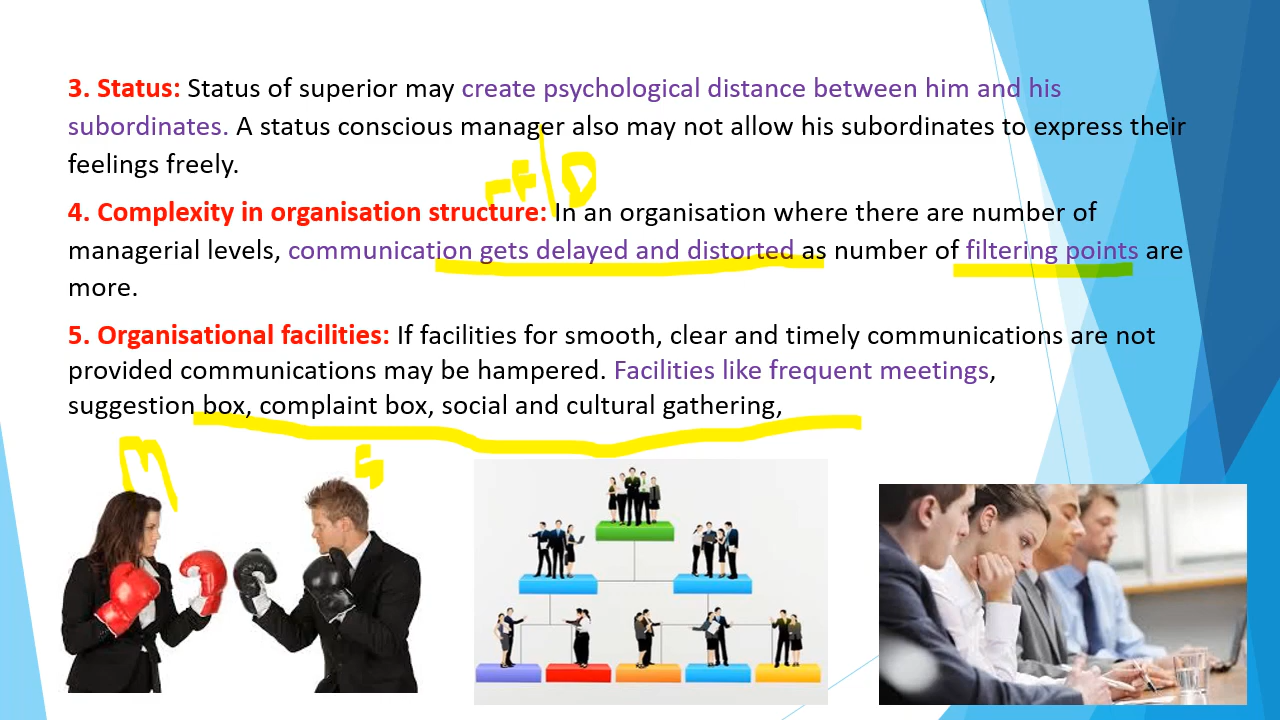 3. Status: Status of superior may create psychological distance between him and his
subordinates. A status conscious manager also may not allow his subordinates to express their
feelings freely.
4. Complexity in organisation structure: In an organisation where there are number of
managerial levels, communication gets delayed and distorted as number of filtering points are
more.
5. Organisational facilities: If facilities for smooth, clear and timely communications are not
provided communications may be hampered. Facilities like frequent meetings,
suggestion box, complaint box, social and cultural gathering,
M
S